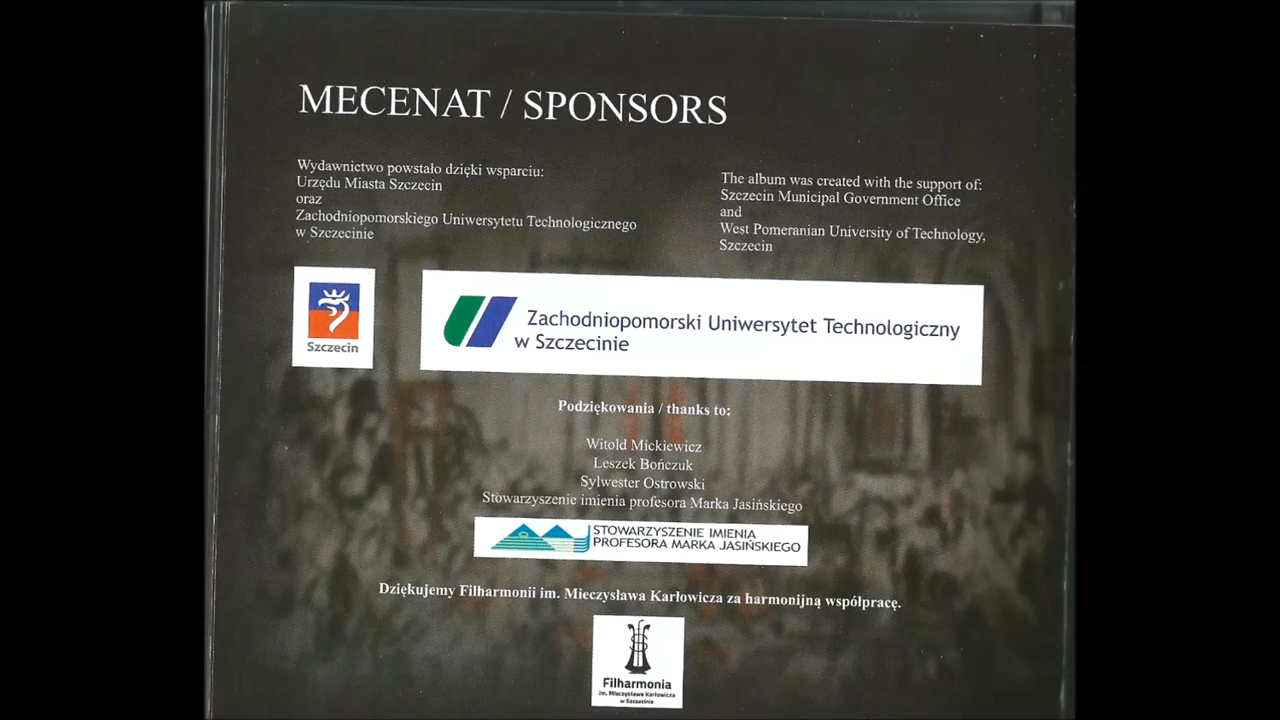 MECENAT / SPONSORS
Wydawnictwo powstało dzięki wsparciu:
Urzędu Miasta Szczecin
oraz
Zachodniopomorskiego Uniwersytetu Technologicznego
w Szczecinie
The album was created with the support of:
Szczecin Municipal Government Office
and
West Pomeranian University of Technology,
Szczecin
Szczecin
Zachodniopomorski Uniwersytet Technologiczny
w Szczecinie
Podziękowania / thanks to:
Witold Mickiewicz
Leszek Bończuk
Sylwester Ostrowski
Stowarzyszenie imienia profesora Marka Jasińskiego
STOWARZYSZENIE IMIENIA
PROFESORA MARKA JASIŃSKIEGO
Dziękujemy Filharmonii im. Mieczysława Karłowicza za harmonijną współpracę.
Filharmonia
im. Mieczysława Karłowicza
w Szczecinie